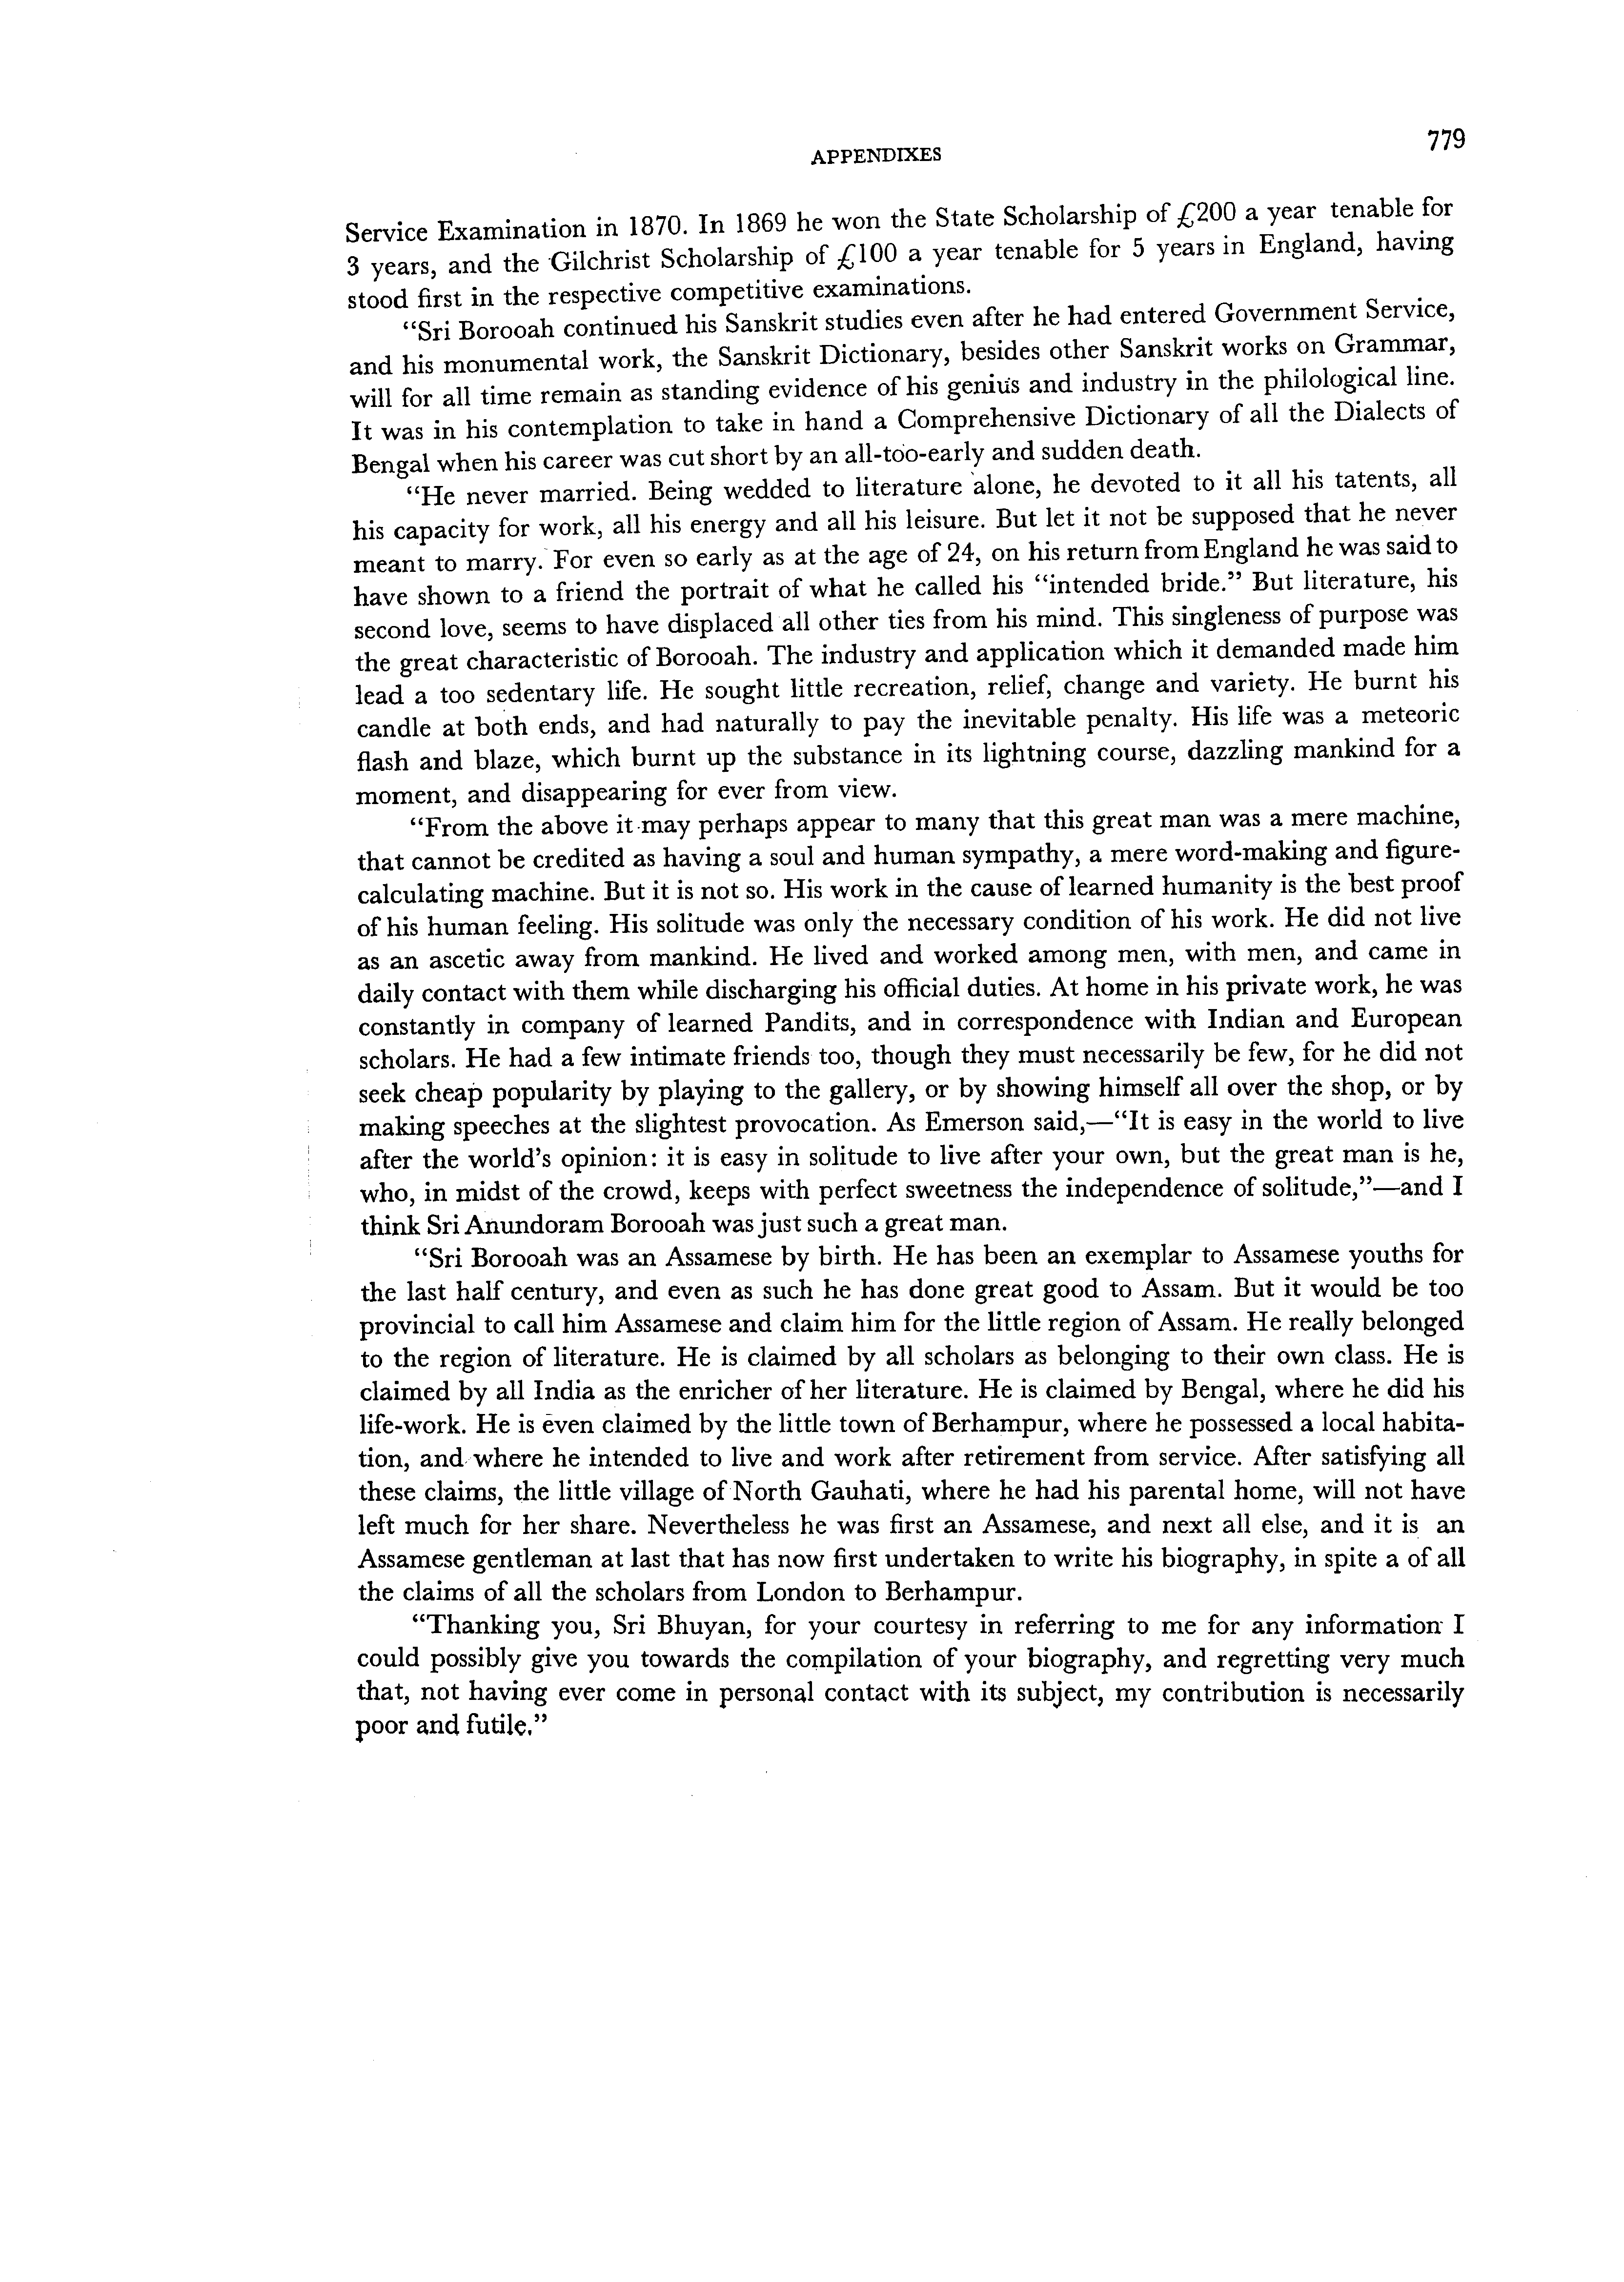 779
APPENDIXES
Service Examination in 1870. In 1869 he won the State Scholarship of £200 a year tenable for
3 years, and the Gilchrist Scholarship of £100 a year tenable for 5 years in England, having
stood first in the respective competitive examinations.
“Sri Borooah continued his Sanskrit studies even after he had entered Government Service,
and his monumental work, the Sanskrit Dictionary, besides other Sanskrit works on Grammar,
will for all time remain as standing evidence of his genius and industry in the philological line.
It was in his contemplation to take in hand a Comprehensive Dictionary of all the Dialects of
Bengal when his career was cut short by an all-too-early and sudden death.
“He never married. Being wedded to literature alone, he devoted to it all his tatents, all
his capacity for work, all his energy and all his leisure. But let it not be supposed that he never
meant to marry. For even so early as at the age of 24, on his return from England he was said to
have shown to a friend the portrait of what he called his “intended bride.” But literature, his
second love, seems to have displaced all other ties from his mind. This singleness of purpose was
the great characteristic of Borooah. The industry and application which it demanded made him
lead a too sedentary life. He sought little recreation, relief, change and variety. He burnt his
candle at both ends, and had naturally to pay the inevitable penalty. His life was a meteoric
flash and blaze, which burnt up the substance in its lightning course, dazzling mankind for a
moment, and disappearing for ever from view.
“From the above it may perhaps appear to many that this great man was a mere machine,
that cannot be credited as having a soul and human sympathy, a mere word-making and figure-
calculating machine. But it is not so. His work in the cause of learned humanity is the best proof
of his human feeling. His solitude was only the necessary condition of his work. He did not live
as an ascetic away from mankind. He lived and worked among men, with men, and came in
daily contact with them while discharging his official duties. At home in his private work, he was
constantly in company of learned Pandits, and in correspondence with Indian and European
scholars. He had a few intimate friends too, though they must necessarily be few, for he did not
seek cheap popularity by playing to the gallery, or by showing himself all over the shop, or by
making speeches at the slightest provocation. As Emerson said,—“It is easy in the world to live
after the world’s opinion: it is easy in solitude to live after your own, but the great man is he,
who, in midst of the crowd, keeps with perfect sweetness the independence of solitude,”—and I
think Sri Anundoram Borooah was just such a great man.
“Sri Borooah was an Assamese by birth. He has been an exemplar to Assamese youths for
the last half century, and even as such he has done great good to Assam. But it would be too
provincial to call him Assamese and claim him for the little region of Assam. He really belonged
to the region of literature. He is claimed by all scholars as belonging to their own class. He is
claimed by all India as the enricher of her literature. He is claimed by Bengal, where he did his
life-work. He is even claimed by the little town of Berhampur, where he possessed a local habita-
tion, and where he intended to live and work after retirement from service. After satisfying all
these claims, the little village of North Gauhati, where he had his parental home, will not have
left much for her share. Nevertheless he was first an Assamese, and next all else, and it is an
Assamese gentleman at last that has now first undertaken to write his biography, in spite a of all
the claims of all the scholars from London to Berhampur.
“Thanking you, Sri Bhuyan, for your courtesy in referring to me for any information I
could possibly give you towards the compilation of your biography, and regretting very much
that, not having ever come in personal contact with its subject, my contribution is necessarily
poor and futile.”